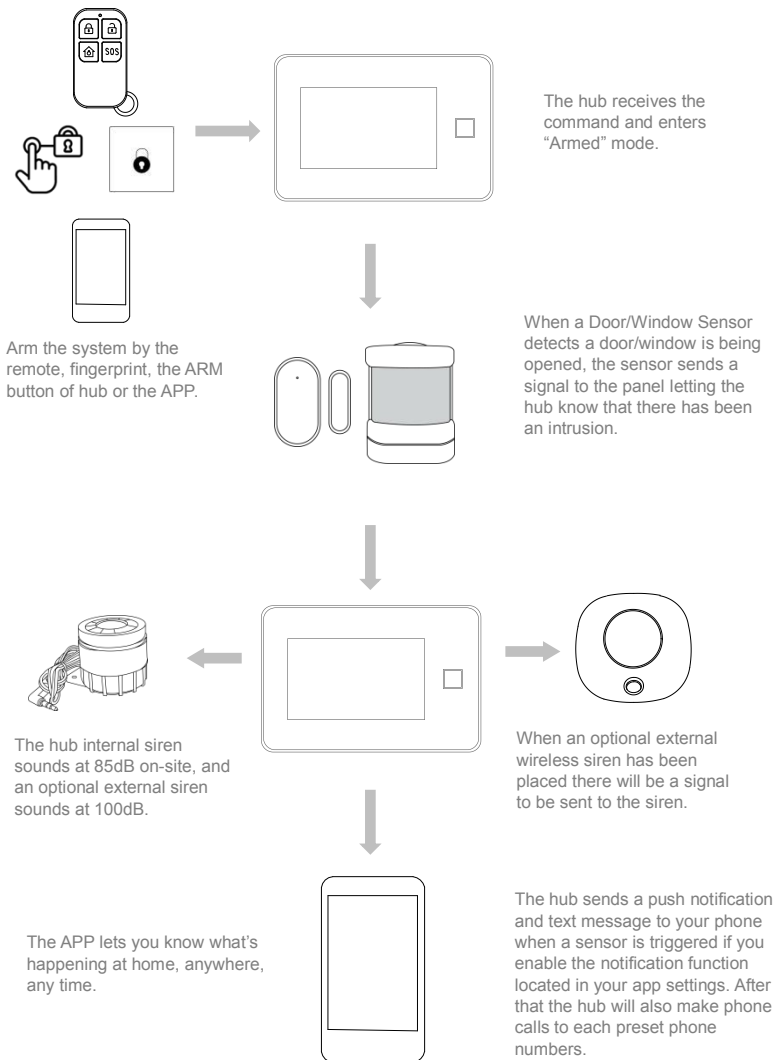 SOS
The hub receives the
command and enters
“Armed” mode.
Arm the system by the
remote, fingerprint, the ARM
button of hub or the APP.
When a Door/Window Sensor
detects a door/window is being
opened, the sensor sends a
signal to the panel letting the
hub know that there has been
an intrusion.
The hub internal siren
sounds at 85dB on-site, and
an optional external siren
sounds at 100dB.
When an optional external
wireless siren has been
placed there will be a signal
to be sent to the siren.
The APP lets you know what’s
happening at home, anywhere,
any time.
The hub sends a push notification
and text message to your phone
when a sensor is triggered if you
enable the notification function
located in your app settings. After
that the hub will also make phone
calls to each preset phone
numbers.